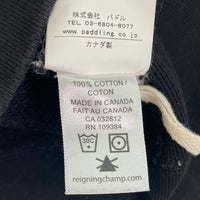 株式会社 パドル
03-6804-8077
www.paddling.co.jp
カナダ製
100% COTTON /
COTON
MADE IN CANADA
FAIT AU CANADA
CA 032812
RN 109384
30C
reigningchamp.com